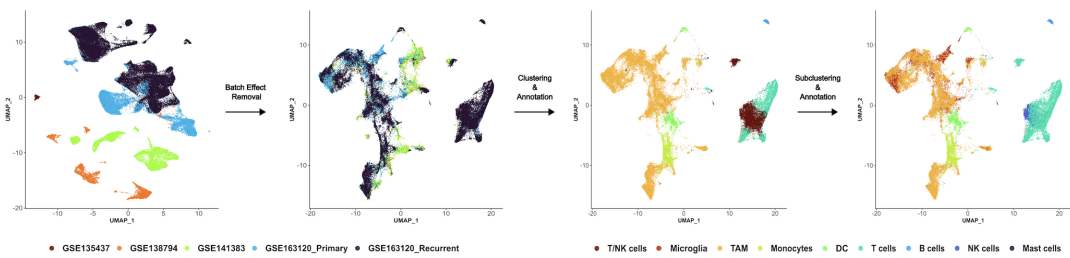 Batch Effect
Removal
Clustering
&
Annotation
Subclustering
&
Annotation
UMAP_2
10
0
-10
-20
-10
-5
0
5
10
UMAP_1
UMAP_2
10
0
-10
-20
-10
0
10
20
UMAP_1
UMAP_2
10
0
-10
-20
-10
0
10
20
UMAP_1
UMAP_2
10
0
-10
-20
-10
0
10
20
UMAP_1
GSE135437 GSE138794 GSE141383 GSE163120_Primary GSE163120_Recurrent
T/NK cells Microglia TAM Monocytes DC T cells B cells NK cells Mast cells